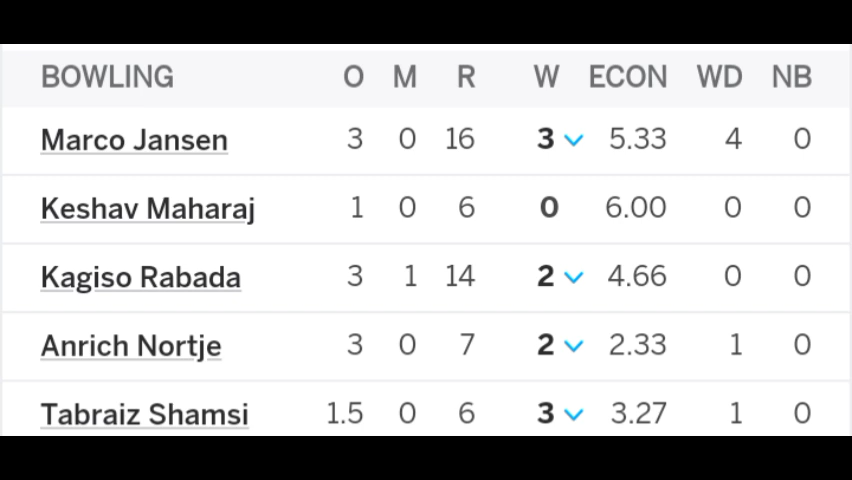 BOWLING O M R W ECON WD NB
Marco Jansen 3 0 16 3 5.33 4 0
Keshav Maharaj 1 0 6 0 6.00 0 0
Kagiso Rabada 3 1 14 2 4.66 0 0
Anrich Nortje 3 0 7 2 2.33 1 0
Tabraiz Shamsi 1.5 0 6 3 3.27 1 0